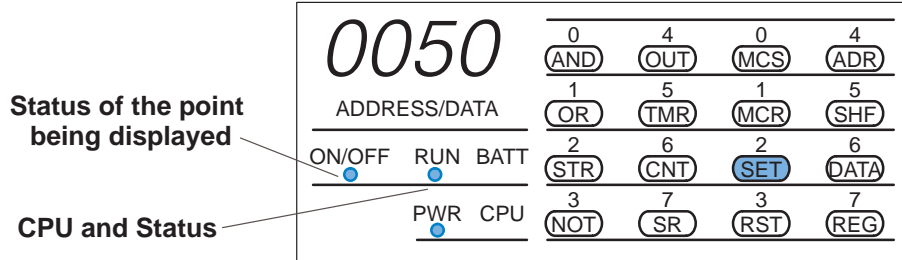 0050
ADDRESS/DATA
Status of the point
being displayed
ON/OFF RUN BATT
CPU and Status
PWR CPU
0 4 0 4
AND OUT MCS ADR
1 5 1 5
OR TMR MCR SHF
2 6 2 6
STR CNT SET DATA
3 7 3 7
NOT SR RST REG